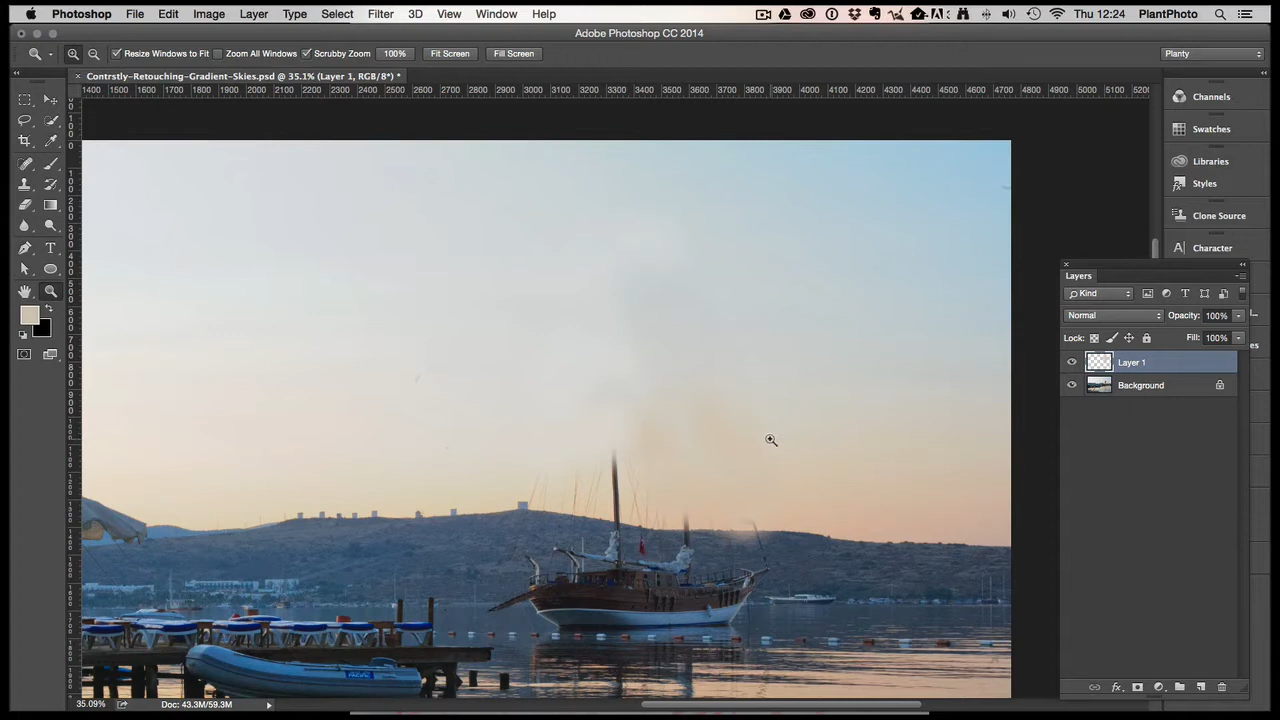 Photoshop File Edit Image Layer Type Select Filter 3D View Window Help Thu 12:24 PlantPhoto
Adobe Photoshop CC 2014
Resize Windows to Fit Zoom All Windows Scrubby Zoom 100% Fit Screen Fill Screen Planty
× Contrstly-Retouching-Gradient-Skies.psd @ 35.1% (Layer 1, RGB/8*) *
1400 1500 1600 1700 1800 1900 2000 2100 2200 2300 2400 2500 2600 2700 2800 2900 3000 3100 3200 3300 3400 3500 3600 3700 3800 3900 4000 4100 4200 4300 4400 4500 4600 4700 4800 4900 5000 5100
Channels
Swatches
Libraries
Styles
Clone Source
Character
Layers
Kind
Normal Opacity: 100%
Lock: Fill: 100%
Layer 1
Background
35.09% Doc: 43.3M/59.3M